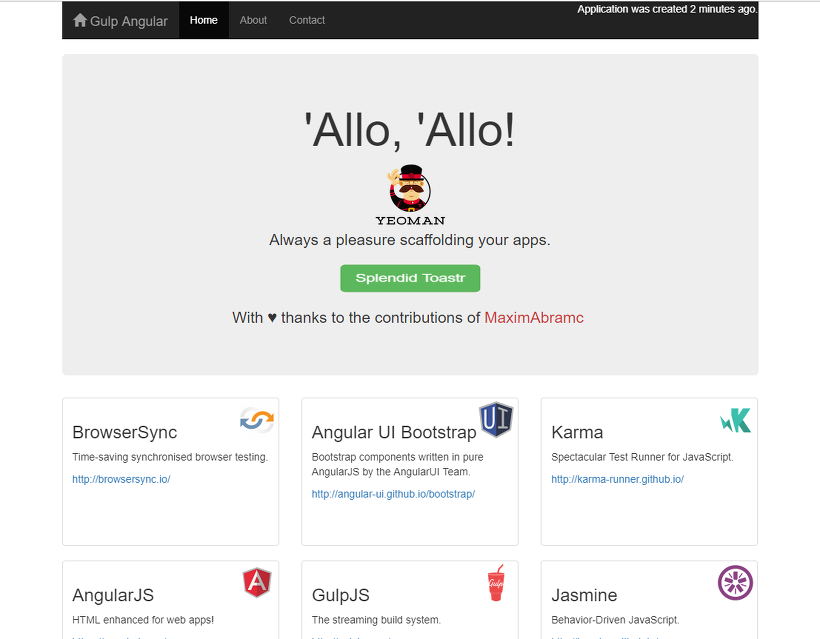 Application was created 2 minutes ago.
Gulp Angular Home About Contact
'Allo, 'Allo!
YEOMAN
Always a pleasure scaffolding your apps.
Splendid Toastr
With ♥ thanks to the contributions of MaximAbramc
BrowserSync
Time-saving synchronised browser testing.
http://browsersync.io/
UI
Angular UI Bootstrap
Bootstrap components written in pure
AngularJS by the AngularUI Team.
http://angular-ui.github.io/bootstrap/
K
Karma
Spectacular Test Runner for JavaScript.
http://karma-runner.github.io/
A
AngularJS
HTML enhanced for web apps!
Gulp
GulpJS
The streaming build system.
Jasmine
Behavior-Driven JavaScript.